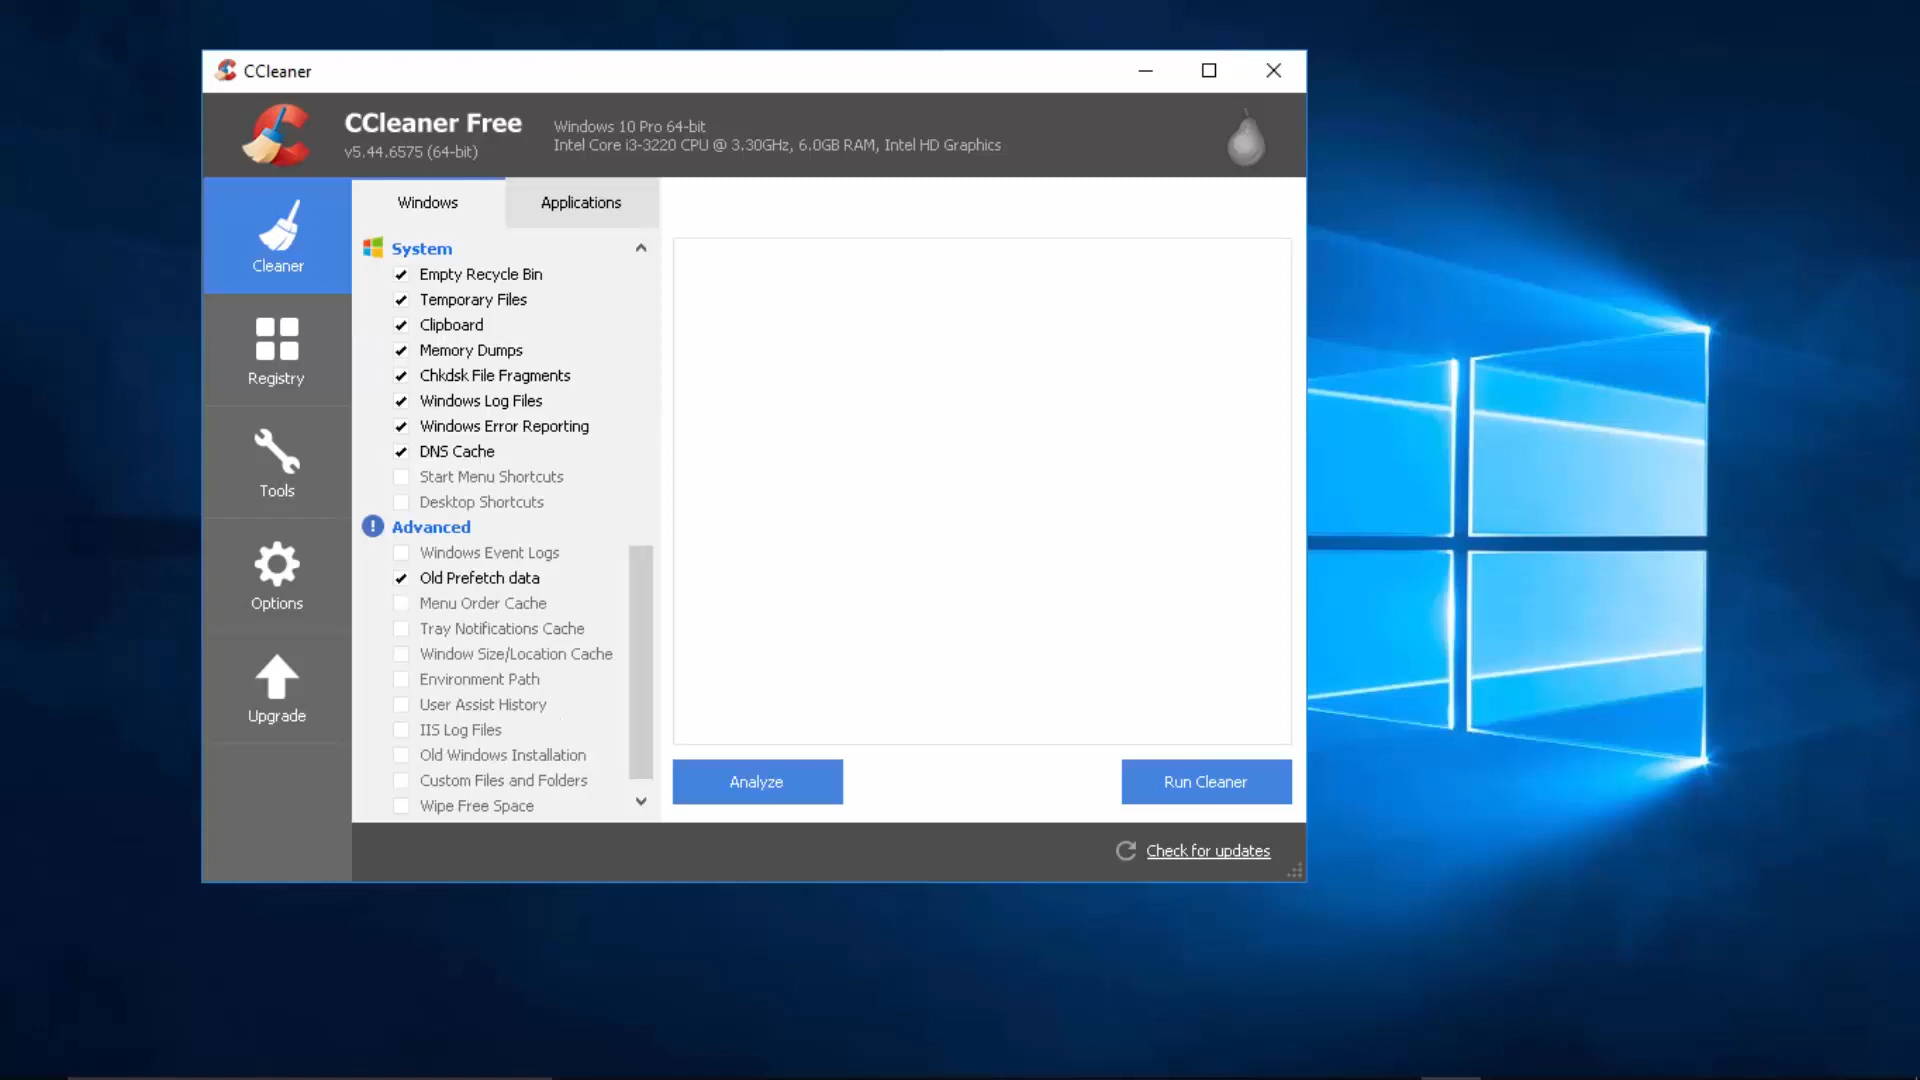 CCleaner
CCleaner Free
v5.44.6575 (64-bit)
Windows 10 Pro 64-bit
Intel Core i3-3220 CPU @ 3.30GHz, 6.0GB RAM, Intel HD Graphics
Cleaner
Registry
Tools
Options
Upgrade
Windows
Applications
System
Empty Recycle Bin
Temporary Files
Clipboard
Memory Dumps
Chkdsk File Fragments
Windows Log Files
Windows Error Reporting
DNS Cache
Start Menu Shortcuts
Desktop Shortcuts
Advanced
Windows Event Logs
Old Prefetch data
Menu Order Cache
Tray Notifications Cache
Window Size/Location Cache
Environment Path
User Assist History
IIS Log Files
Old Windows Installation
Custom Files and Folders
Wipe Free Space
Analyze
Run Cleaner
Check for updates